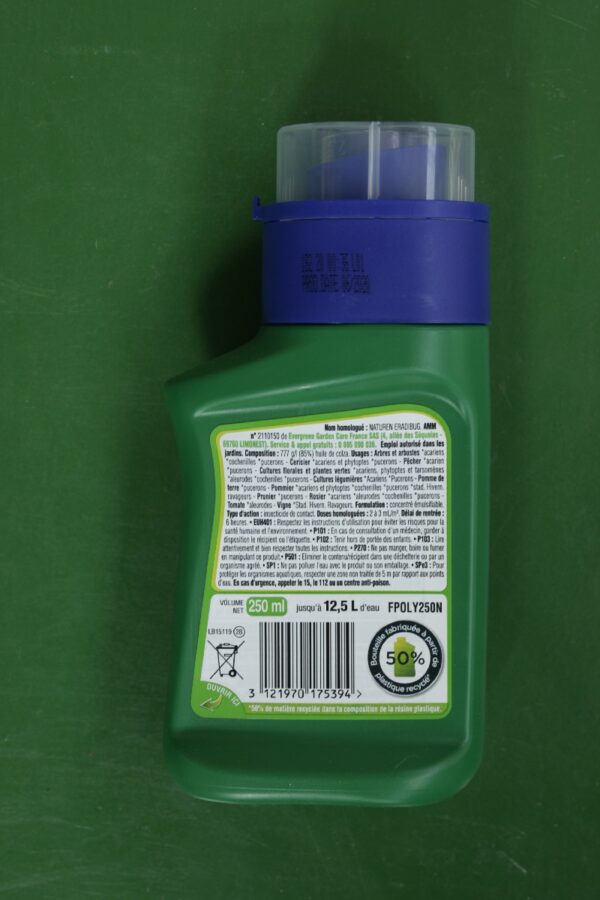 PROD DATE
Nom homologué : NATUREN ERADIBUG. AMM
n° 2110150 de Evergreen Garden Care France SAS (4, allée des Séquoias -
69760 LIMONEST). Service & appel gratuits : 0 805 090 036. Emploi autorisé dans les
jardins. Composition : 777 g/l (85%) huile de colza. Usages : Arbres et arbustes *acariens
*cochenilles *pucerons - Cerisier *acariens et phytoptes *pucerons - Pêcher *acarien
*pucerons - Cultures florales et plantes vertes *acariens, phytoptes et tarsonèmes
*aleurodes *cochenilles *pucerons - Cultures légumières *Acariens *Pucerons - Pomme de
terre *pucerons - Pommier *acariens et phytoptes *cochenilles *pucerons *stad. Hivern.
ravageurs - Prunier *pucerons - Rosier *acariens *aleurodes *cochenilles *pucerons -
Tomate *aleurodes - Vigne *Stad. Hivern. Ravageurs. Formulation : concentré émulsifiable.
Type d'action : insecticide de contact. Doses homologuées : 2 à 3 mL/m². Délai de rentrée :
6 heures. • EUH401 : Respectez les instructions d'utilisation pour éviter les risques pour la
santé humaine et l'environnement. • P101 : En cas de consultation d'un médecin, garder à
disposition le récipient ou l'étiquette. • P102 : Tenir hors de portée des enfants. • P103 : Lire
attentivement et bien respecter toutes les instructions. • P270 : Ne pas manger, boire ou fumer
en manipulant ce produit • P501 : Éliminer le contenu/récipient dans une déchetterie ou par un
organisme agréé. • SP1 : Ne pas polluer l'eau avec le produit ou son emballage. • SPe3 : Pour
protéger les organismes aquatiques, respecter une zone non traitée de 5 m par rapport aux points
d'eau. En cas d'urgence, appeler le 15, le 112 ou un centre anti-poison.
VOLUME NET 250 ml jusqu'à 12,5 L d'eau FPOLY250N
LB15119 28
Bouteille fabriquée à partir de plastique recyclé*
50%
3 121970 175394 >
OUVRIR ICI
*50% de matière recyclée dans la composition de la résine plastique.